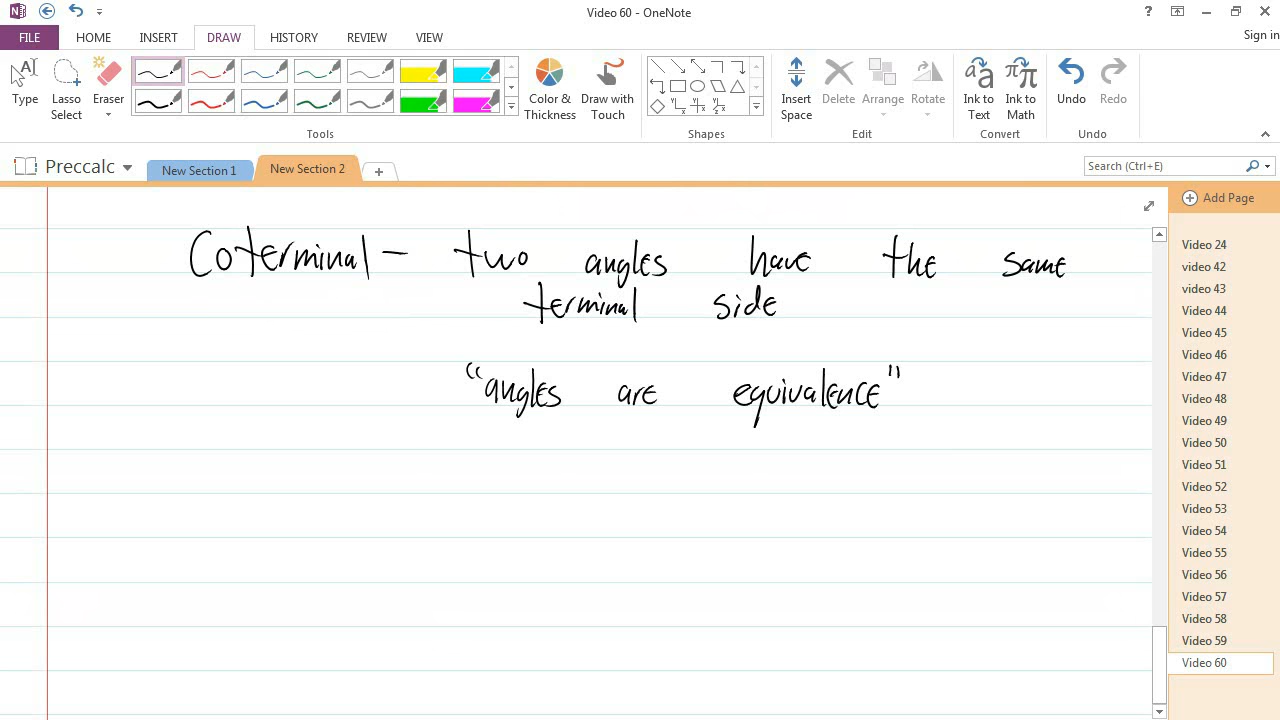 Video 60 - OneNote
?
Sign in
FILE HOME INSERT DRAW HISTORY REVIEW VIEW
Type
Lasso Select
Eraser
Color & Thickness
Draw with Touch
Insert Space
Delete
Arrange
Rotate
Ink to Text
Ink to Math
Undo
Redo
Tools
Shapes
Edit
Convert
Undo
Preccalc
New Section 1
New Section 2
Search (Ctrl+E)
Add Page
Coterminal - two angles have the same
terminal side
"angles are equivalence"
Video 24
video 42
video 43
Video 44
Video 45
Video 46
Video 47
Video 48
Video 49
Video 50
Video 51
Video 52
Video 53
Video 54
Video 55
Video 56
Video 57
Video 58
Video 59
Video 60